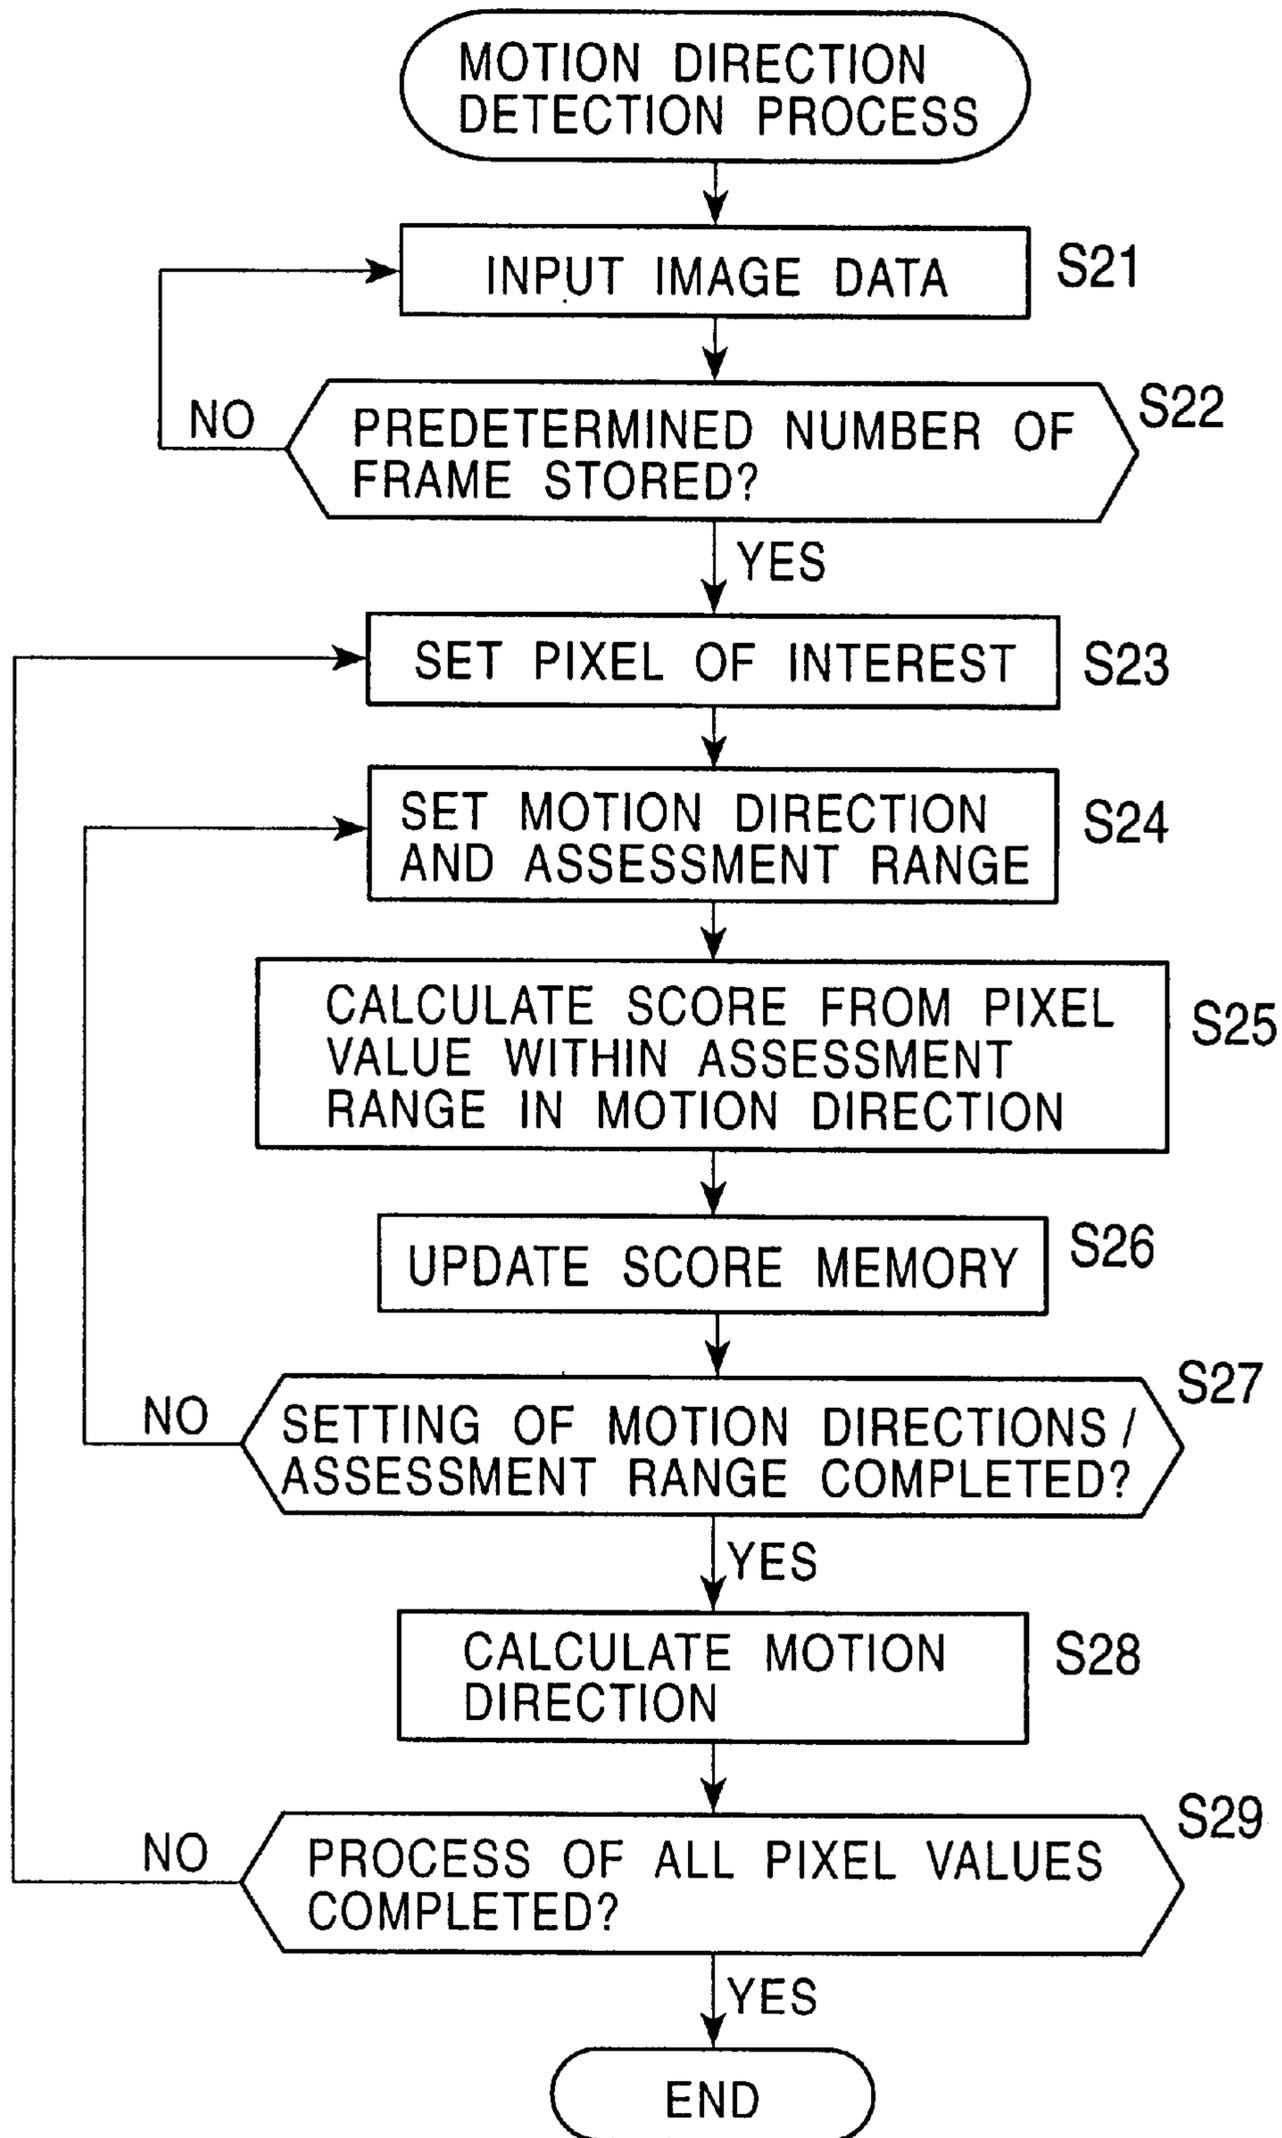 MOTION DIRECTION
DETECTION PROCESS
INPUT IMAGE DATA
S21
NO
PREDETERMINED NUMBER OF
FRAME STORED?
S22
YES
SET PIXEL OF INTEREST
S23
SET MOTION DIRECTION
AND ASSESSMENT RANGE
S24
CALCULATE SCORE FROM PIXEL
VALUE WITHIN ASSESSMENT
RANGE IN MOTION DIRECTION
S25
UPDATE SCORE MEMORY
S26
NO
SETTING OF MOTION DIRECTIONS /
ASSESSMENT RANGE COMPLETED?
S27
YES
CALCULATE MOTION
DIRECTION
S28
NO
PROCESS OF ALL PIXEL VALUES
COMPLETED?
S29
YES
END